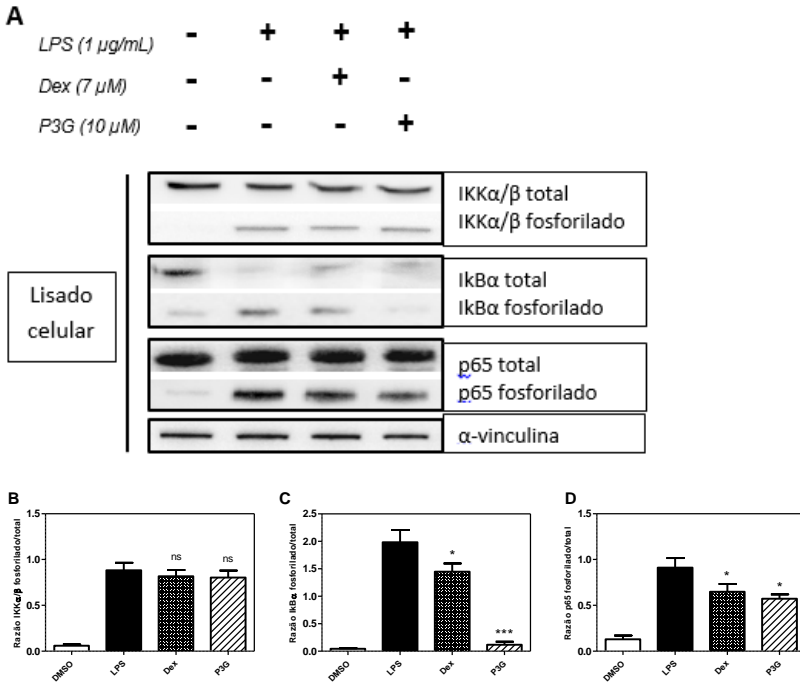 A
LPS (1 µg/mL) - + + +
Dex (7 µM) - - + -
P3G (10 µM) - - - +
Lisado
celular
IKKα/β total
IKKα/β fosforilado
IkBα total
IkBα fosforilado
p65 total
p65 fosforilado
α-vinculina
B
Razão IKKα/β fosforilado/total
1.5
1.0
0.5
0.0
ns
ns
DMSO
LPS
Dex
P3G
C
Razão IkBα fosforilado/total
2.5
2.0
1.5
1.0
0.5
0.0
*
***
DMSO
LPS
Dex
P3G
D
Razão p65 fosforilado/total
1.5
1.0
0.5
0.0
*
*
DMSO
LPS
Dex
P3G